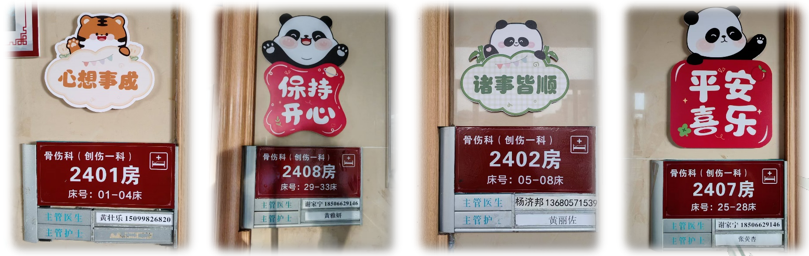 心想事成
骨伤科（创伤一科）
2401房
床号：01-04床
主管医生 黄壮乐 15099826820
主管护士
保持
开心
骨伤科（创伤一科）
2408房
床号：29-33床
主管医生 谢家宁 18506629146
主管护士
诸事皆顺
骨伤科（创伤一科）
2402房
床号：05-08床
主管医生 杨济邦 1368057153
主管护士 黄丽佐
平安
喜乐
骨伤科（创伤一科）
2407房
床号：25-28床
主管医生 谢家宁 18506629146
主管护士